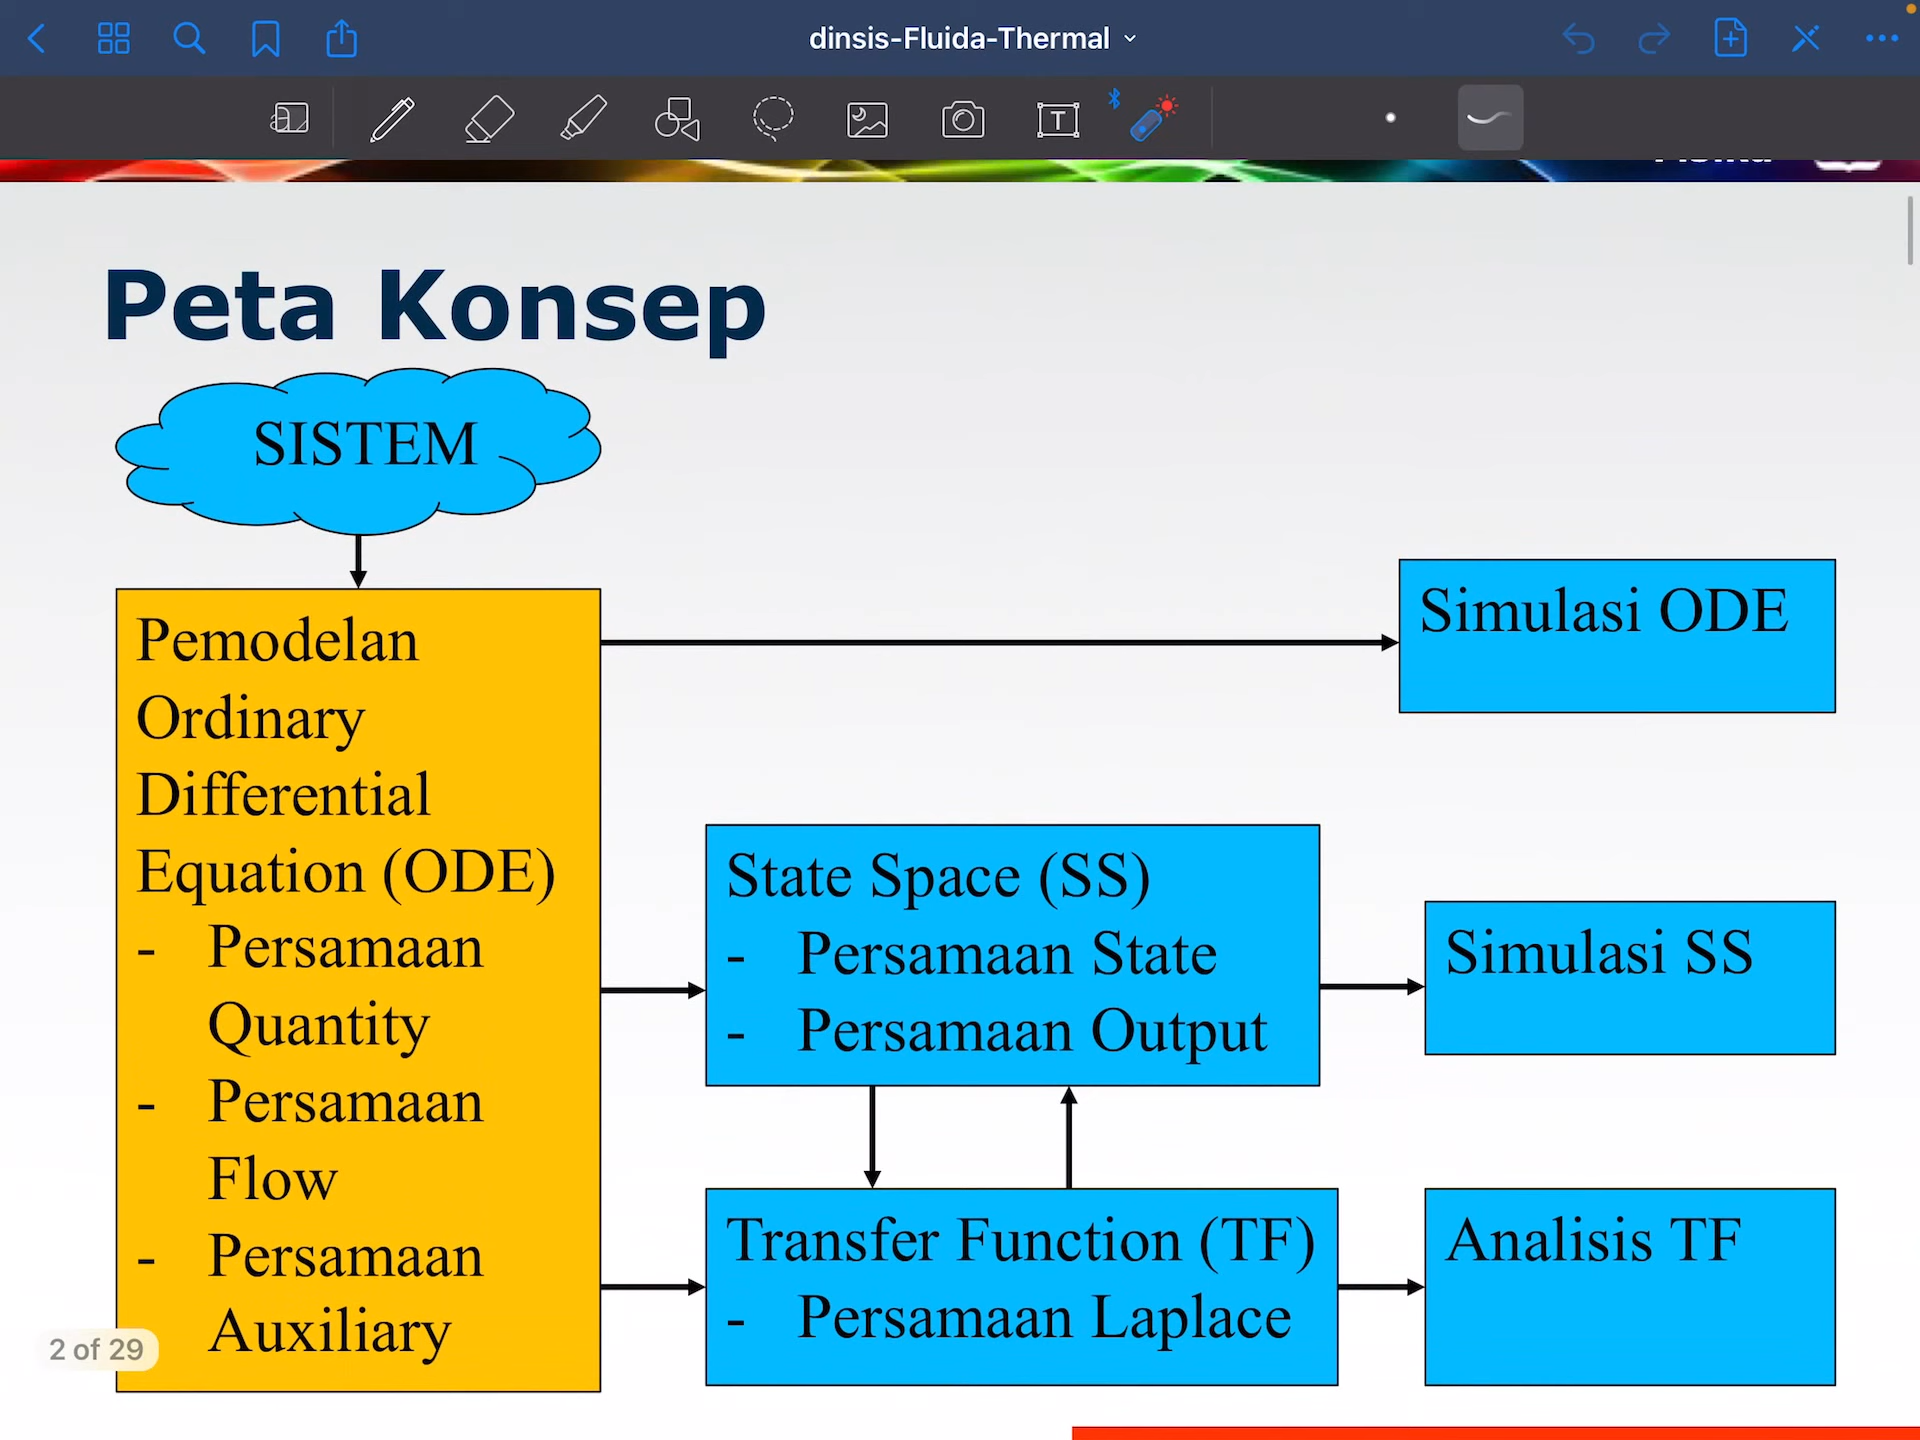 dinsis-Fluida-Thermal
Peta Konsep
SISTEM
Pemodelan
Ordinary
Differential
Equation (ODE)
- Persamaan
Quantity
- Persamaan
Flow
- Persamaan
Auxiliary
Simulasi ODE
State Space (SS)
- Persamaan State
- Persamaan Output
Simulasi SS
Transfer Function (TF)
- Persamaan Laplace
Analisis TF
2 of 29